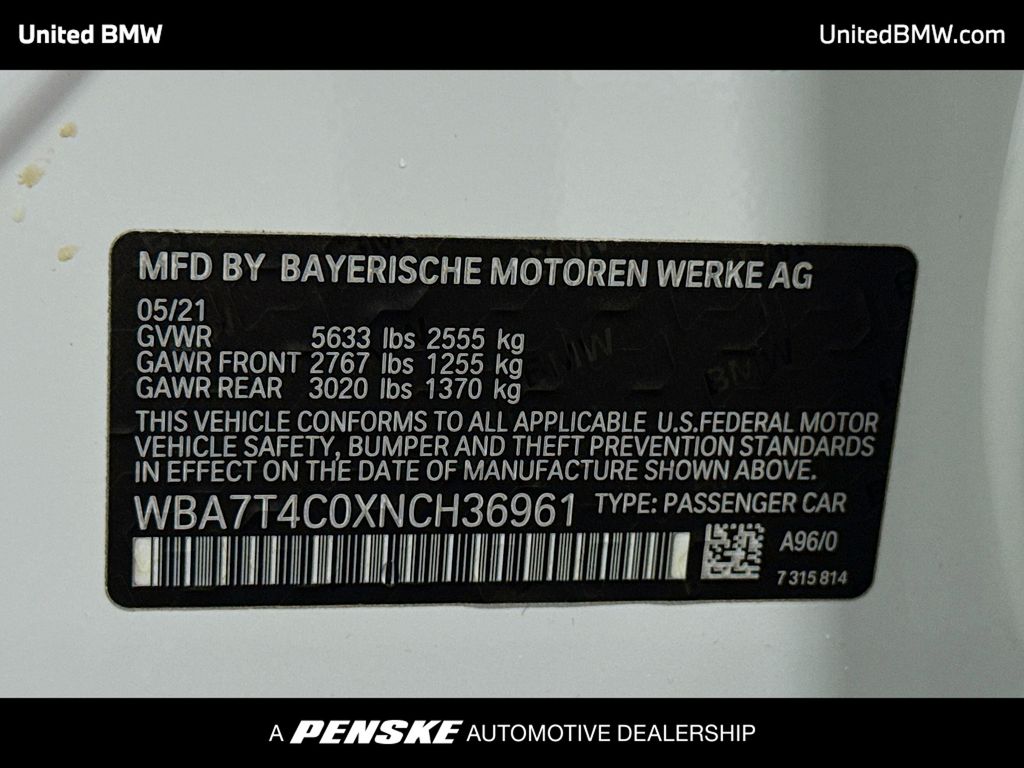 United BMW
UnitedBMW.com
MFD BY BAYERISCHE MOTOREN WERKE AG
05/21
GVWR 5633 lbs 2555 kg
GAWR FRONT 2767 lbs 1255 kg
GAWR REAR 3020 lbs 1370 kg
THIS VEHICLE CONFORMS TO ALL APPLICABLE U.S.FEDERAL MOTOR
VEHICLE SAFETY, BUMPER AND THEFT PREVENTION STANDARDS
IN EFFECT ON THE DATE OF MANUFACTURE SHOWN ABOVE.
WBA7T4C0XNCH36961 TYPE: PASSENGER CAR
A96/0
7 315 814
A PENSKE AUTOMOTIVE DEALERSHIP